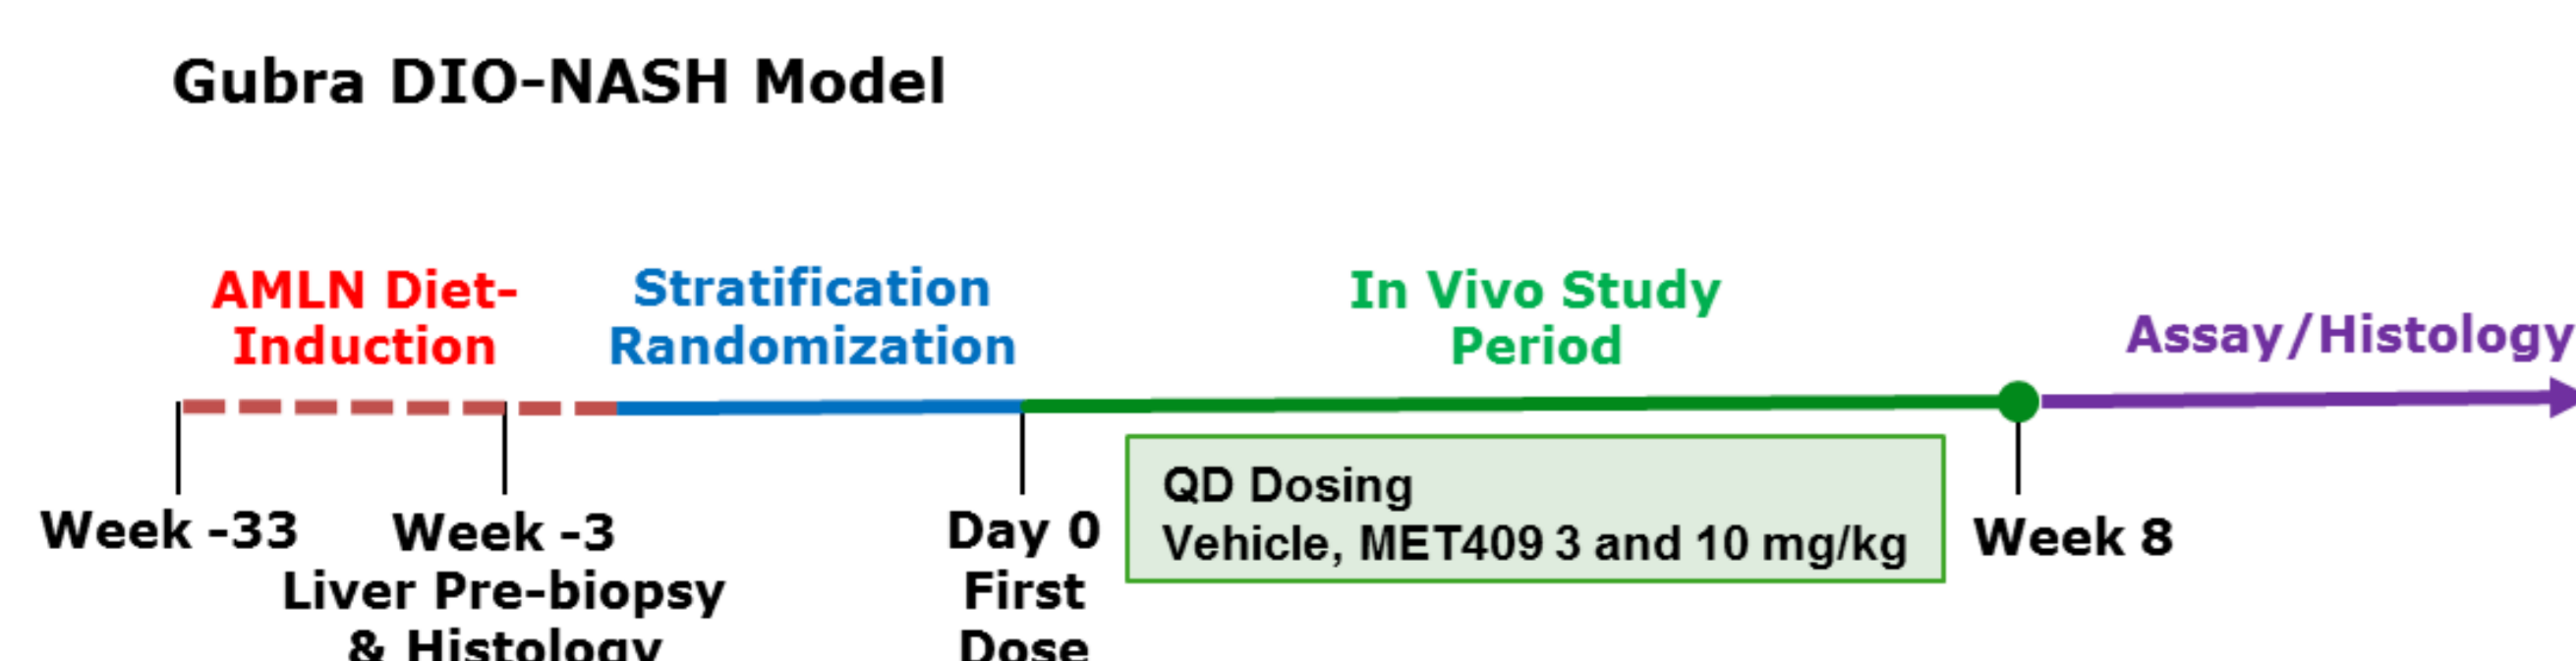 Gubra DIO-NASH Model
AMLN Diet-
Induction
Stratification
Randomization
In Vivo Study
Period
Assay/Histology
Week -33
Week -3
Liver Pre-biopsy
& Histology
Day 0
First
Dose
QD Dosing
Vehicle, MET409 3 and 10 mg/kg
Week 8